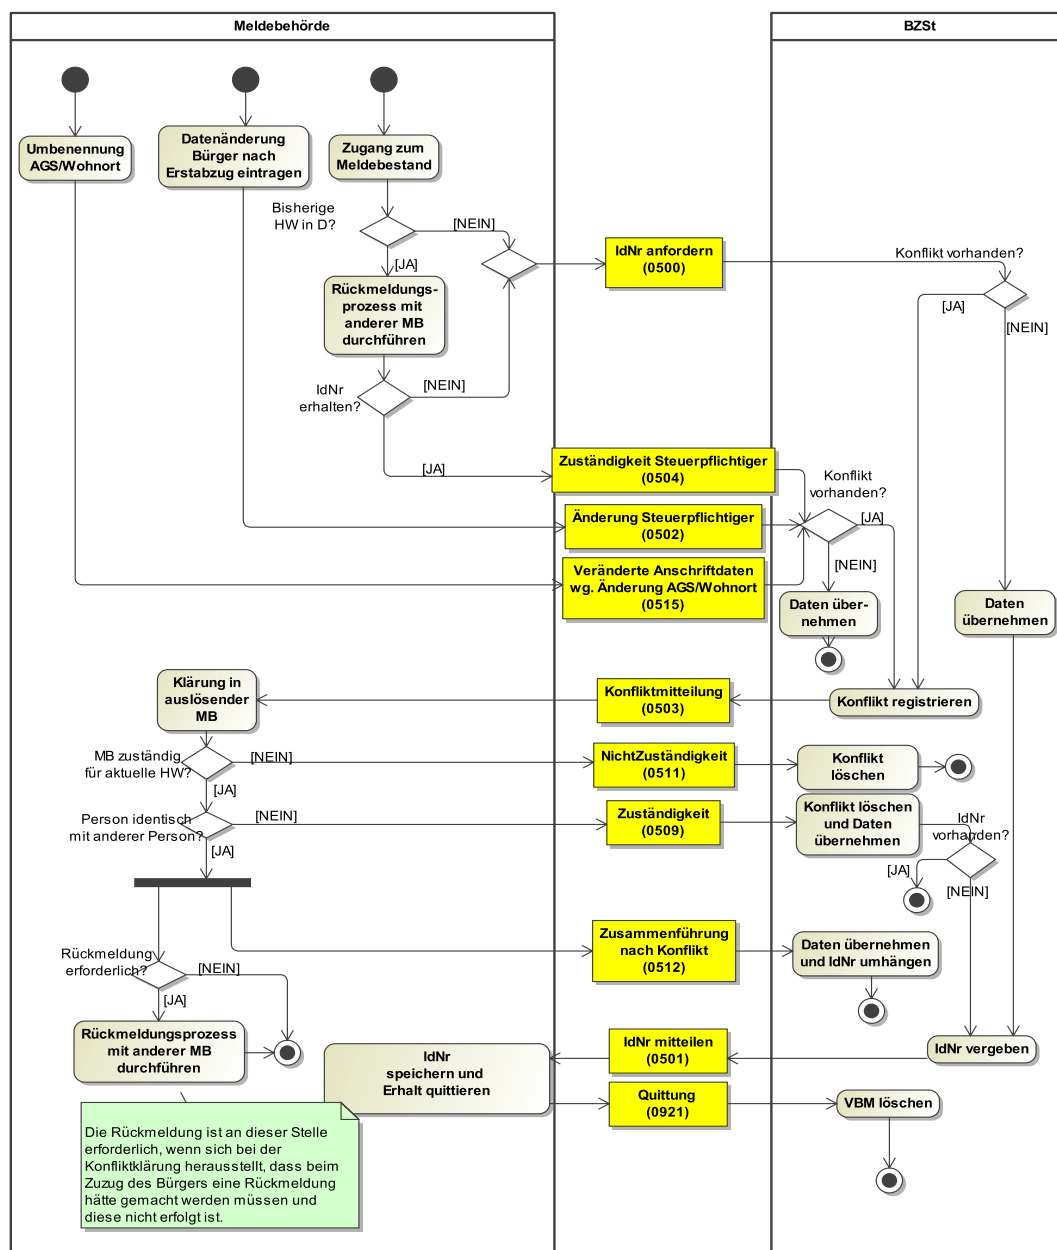 Meldebehörde
BZSt
Umbenennung
AGS/Wohnort
Datenänderung
Bürger nach
Erstabzug eintragen
Zugang zum
Meldebestand
Bisherige
HW in D?
[NEIN]
[JA]
IdNr anfordern
(0500)
Konflikt vorhanden?
[JA]
[NEIN]
Rückmeldungs-
prozess mit
anderer MB
durchführen
IdNr
erhalten?
[NEIN]
[JA]
Zuständigkeit Steuerpflichtiger
(0504)
Konflikt
vorhanden?
[JA]
[NEIN]
Änderung Steuerpflichtiger
(0502)
Veränderte Anschriftdaten
wg. Änderung AGS/Wohnort
(0515)
Daten über-
nehmen
Daten
übernehmen
Klärung in
auslösender
MB
Konfliktmitteilung
(0503)
Konflikt registrieren
MB zuständig
für aktuelle HW?
[NEIN]
[JA]
NichtZuständigkeit
(0511)
Konflikt
löschen
Person identisch
mit anderer Person?
[NEIN]
[JA]
Zuständigkeit
(0509)
Konflikt löschen
und Daten
übernehmen
IdNr
vorhanden?
[JA]
[NEIN]
Rückmeldung
erforderlich?
[NEIN]
[JA]
Zusammenführung
nach Konflikt
(0512)
Daten übernehmen
und IdNr umhängen
Rückmeldungsprozess
mit anderer MB
durchführen
IdNr
speichern und
Erhalt quittieren
IdNr mitteilen
(0501)
IdNr vergeben
Quittung
(0921)
VBM löschen
Die Rückmeldung ist an dieser Stelle
erforderlich, wenn sich bei der
Konfliktklärung herausstellt, dass beim
Zuzug des Bürgers eine Rückmeldung
hätte gemacht werden müssen und
diese nicht erfolgt ist.